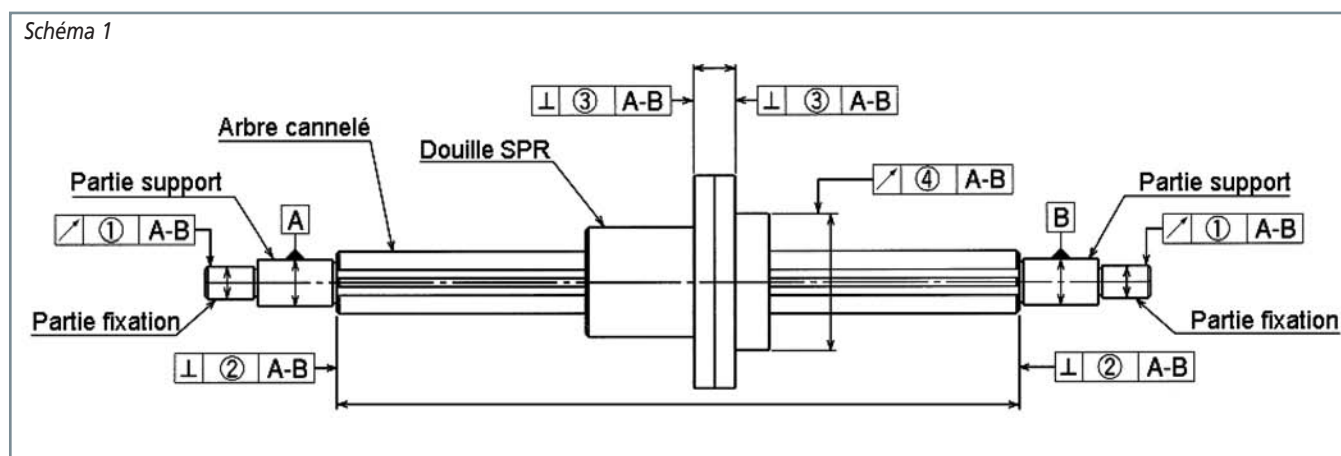 Schéma 1
⊥ ③ A-B
⊥ ③ A-B
Arbre cannelé
Douille SPR
Partie support
↗ ④ A-B
Partie support
↗ ① A-B
A
B
↗ ① A-B
Partie fixation
Partie fixation
⊥ ② A-B
⊥ ② A-B